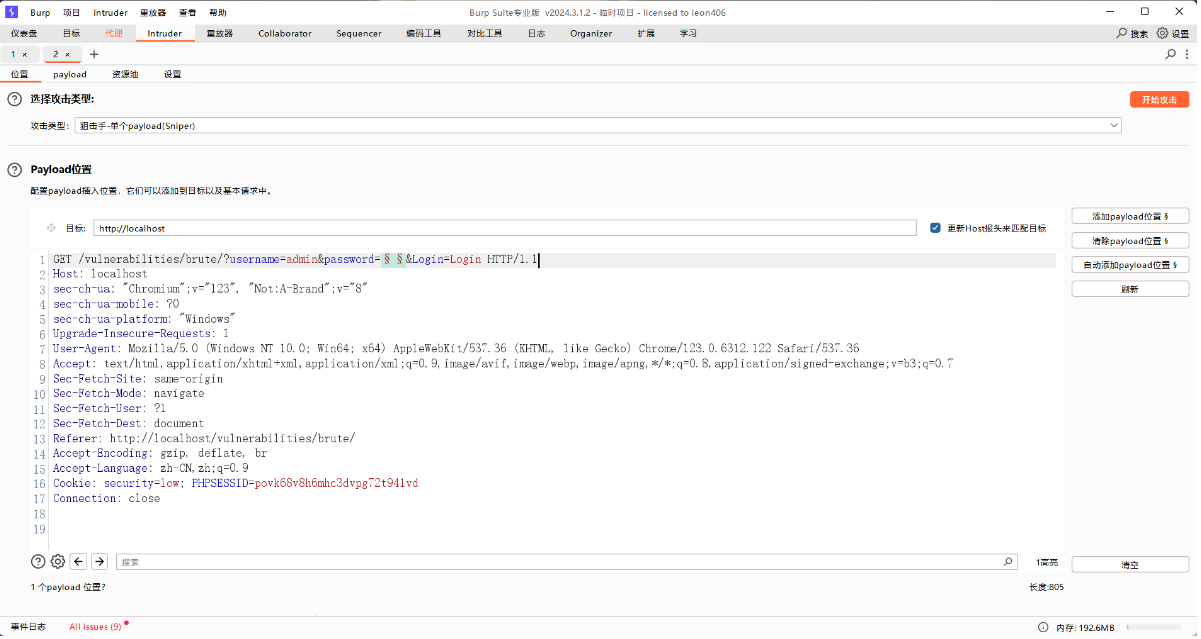 Burp 项目 Intruder 重放器 查看 帮助 Burp Suite专业版 v2024.3.1.2 - 临时项目 - licensed to leon406
仪表盘 目标 代理 Intruder 重放器 Collaborator Sequencer 编码工具 对比工具 日志 Organizer 扩展 学习 搜索 设置
1 × 2 × +
位置 payload 资源池 设置
? 选择攻击类型: 开始攻击
攻击类型: 狙击手-单个payload(Sniper)
? Payload位置
配置payload插入位置，它们可以添加到目标以及基本请求中。
目标: http://localhost 更新Host报头来匹配目标
添加payload位置 §
清除payload位置 §
自动添加payload位置 §
刷新
1 GET /vulnerabilities/brute/?username=admin&password=§ §&Login=Login HTTP/1.1
2 Host: localhost
3 sec-ch-ua: "Chromium";v="123", "Not:A-Brand";v="8"
4 sec-ch-ua-mobile: ?0
5 sec-ch-ua-platform: "Windows"
6 Upgrade-Insecure-Requests: 1
7 User-Agent: Mozilla/5.0 (Windows NT 10.0; Win64; x64) AppleWebKit/537.36 (KHTML, like Gecko) Chrome/123.0.6312.122 Safari/537.36
8 Accept: text/html,application/xhtml+xml,application/xml;q=0.9,image/avif,image/webp,image/apng,*/*;q=0.8,application/signed-exchange;v=b3;q=0.7
9 Sec-Fetch-Site: same-origin
10 Sec-Fetch-Mode: navigate
11 Sec-Fetch-User: ?1
12 Sec-Fetch-Dest: document
13 Referer: http://localhost/vulnerabilities/brute/
14 Accept-Encoding: gzip, deflate, br
15 Accept-Language: zh-CN,zh;q=0.9
16 Cookie: security=low; PHPSESSID=povk68v8h6mhc3dvpg72t941vd
17 Connection: close
18
19
? 搜索 1高亮 清空
1 个payload 位置? 长度:805
事件日志 All issues (9) 内存: 192.6MB